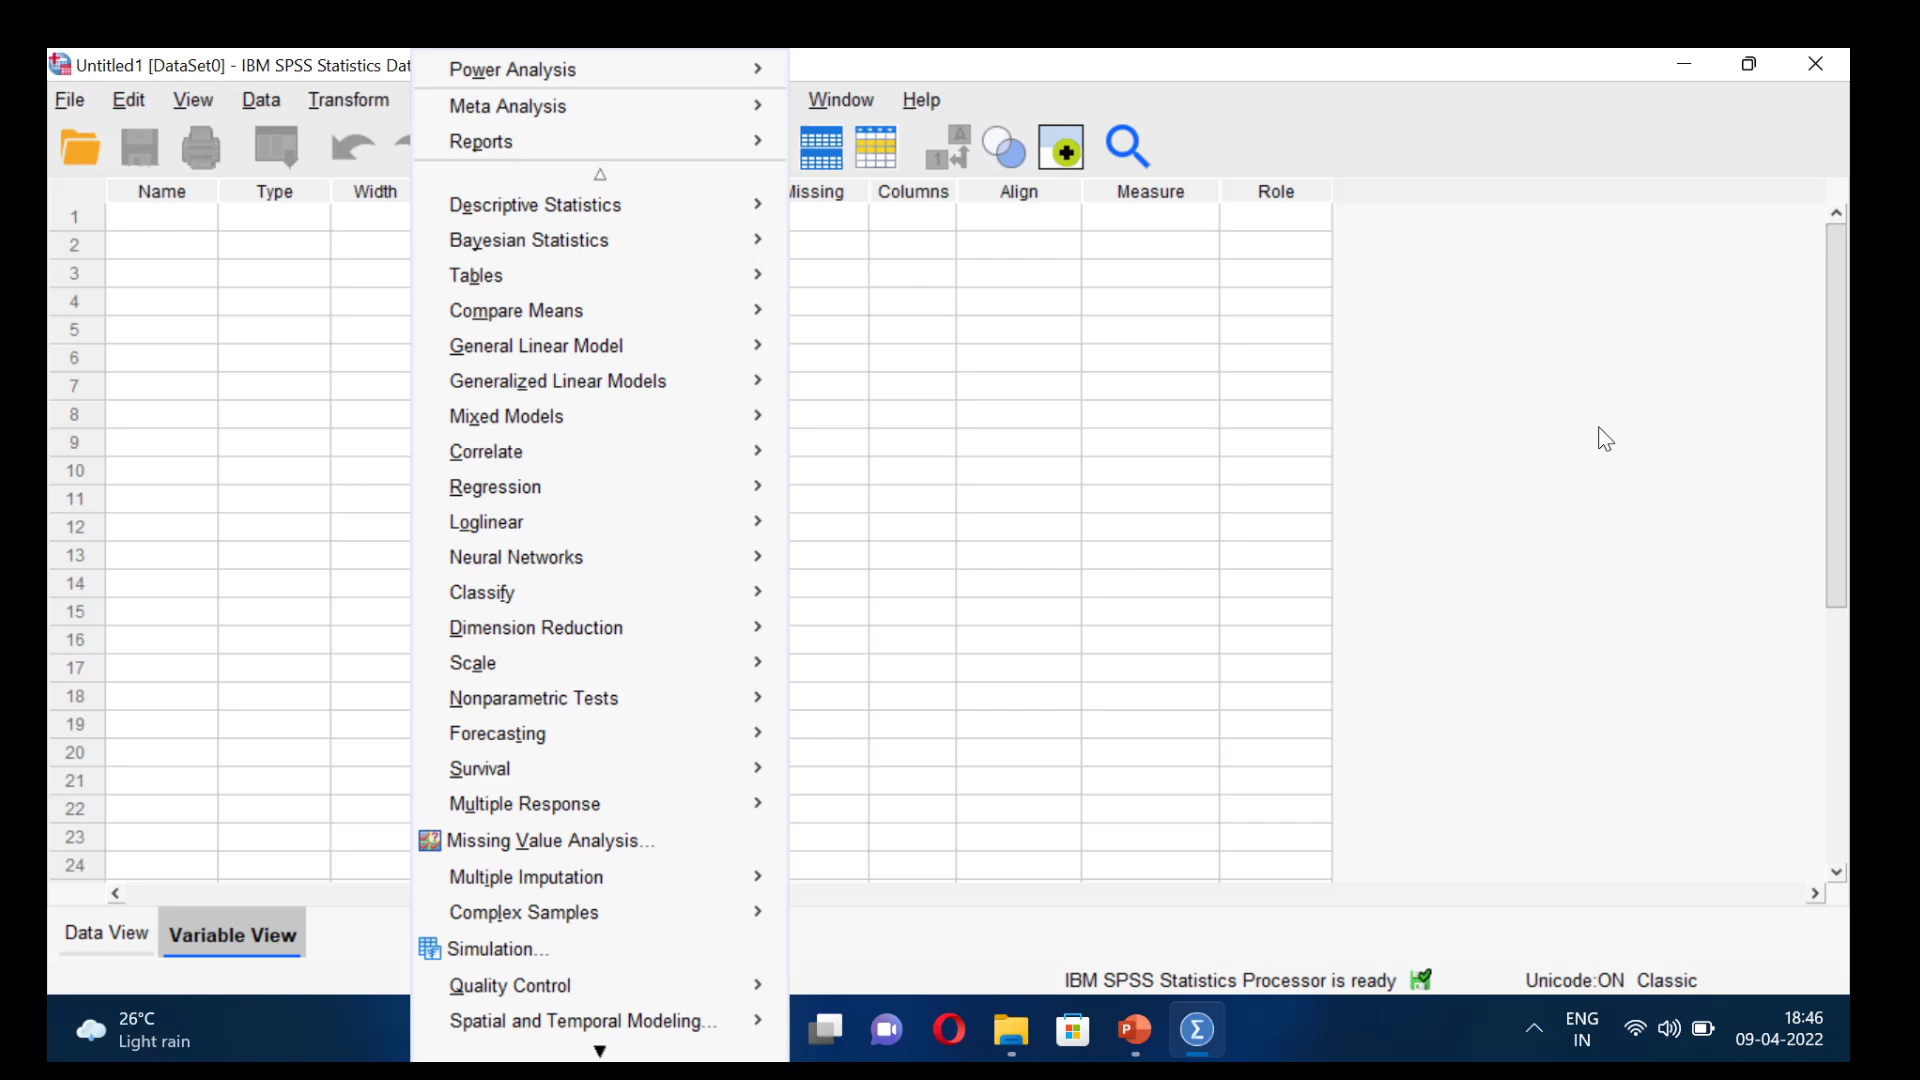 Untitled1 [DataSet0] - IBM SPSS Statistics Dat
File Edit View Data Transform Window Help
Power Analysis
Meta Analysis
Reports
Descriptive Statistics
Bayesian Statistics
Tables
Compare Means
General Linear Model
Generalized Linear Models
Mixed Models
Correlate
Regression
Loglinear
Neural Networks
Classify
Dimension Reduction
Scale
Nonparametric Tests
Forecasting
Survival
Multiple Response
Missing Value Analysis...
Multiple Imputation
Complex Samples
Simulation...
Quality Control
Spatial and Temporal Modeling...
Name Type Width Missing Columns Align Measure Role
1
2
3
4
5
6
7
8
9
10
11
12
13
14
15
16
17
18
19
20
21
22
23
24
Data View Variable View
IBM SPSS Statistics Processor is ready Unicode:ON Classic
26°C
Light rain
ENG
IN
18:46
09-04-2022